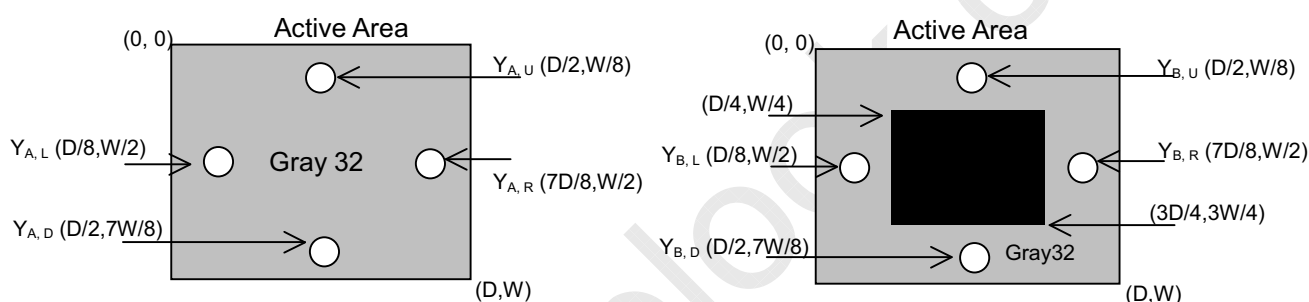 Active Area
(0, 0)
Y_A, U (D/2,W/8)
Y_A, L (D/8,W/2)
Gray 32
Y_A, R (7D/8,W/2)
Y_A, D (D/2,7W/8)
(D,W)
Active Area
(0, 0)
Y_B, U (D/2,W/8)
(D/4,W/4)
Y_B, L (D/8,W/2)
Y_B, R (7D/8,W/2)
(3D/4,3W/4)
Y_B, D (D/2,7W/8)
Gray32
(D,W)